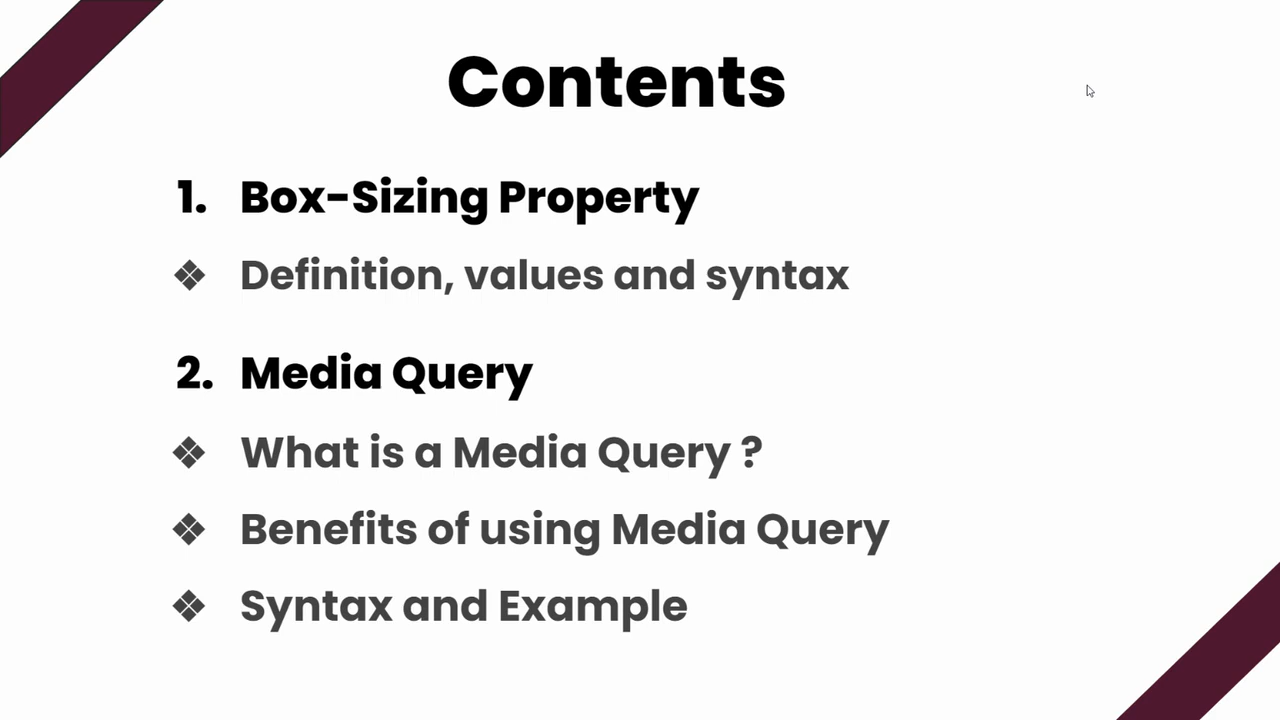 Contents
1. Box-Sizing Property
❖ Definition, values and syntax
2. Media Query
❖ What is a Media Query ?
❖ Benefits of using Media Query
❖ Syntax and Example